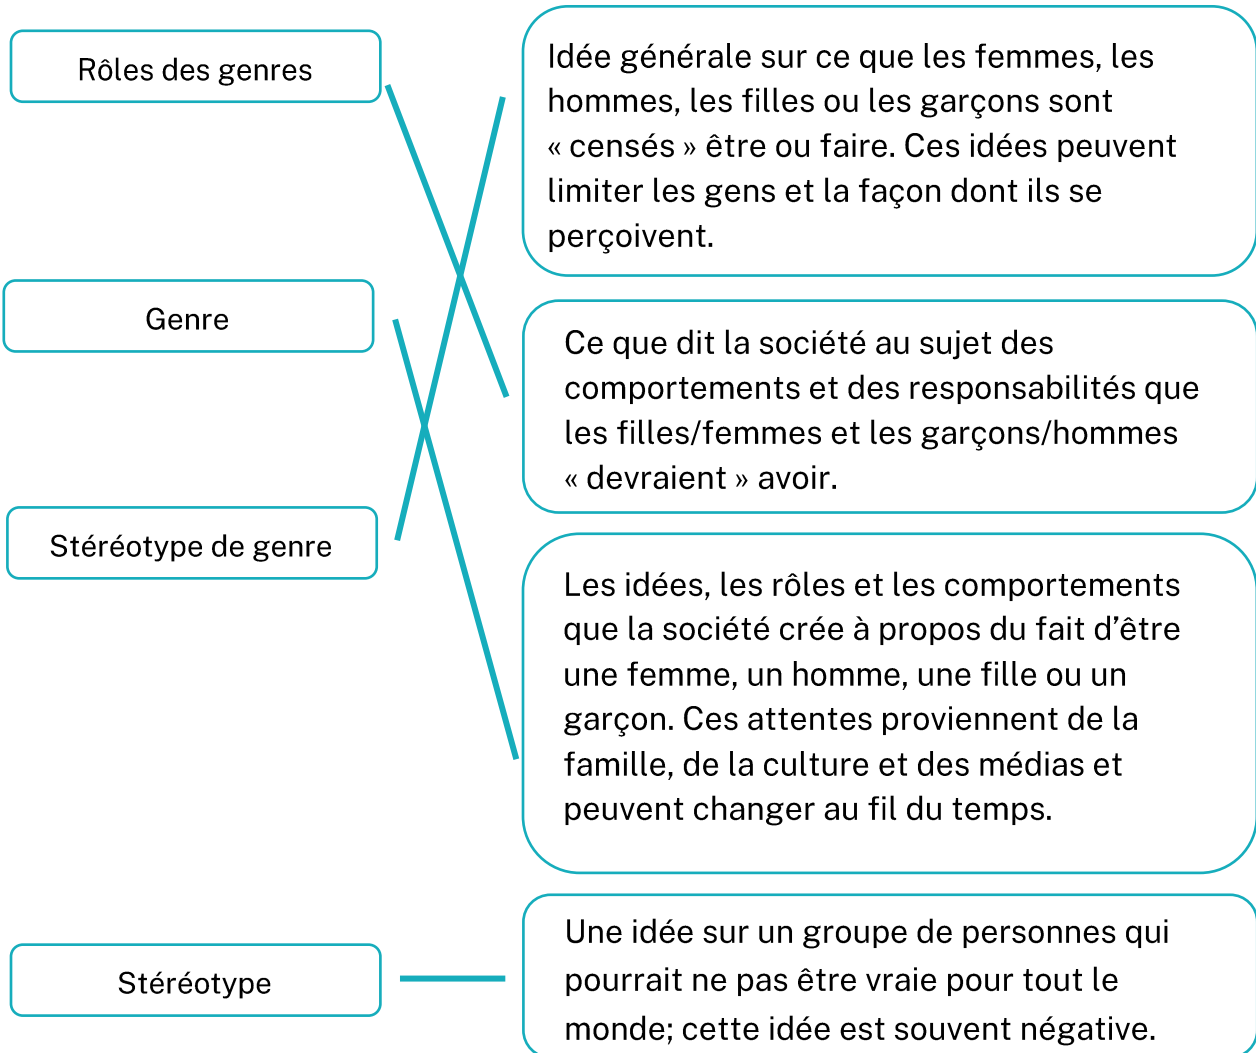 Rôles des genres
Idée générale sur ce que les femmes, les
hommes, les filles ou les garçons sont
« censés » être ou faire. Ces idées peuvent
limiter les gens et la façon dont ils se
perçoivent.
Genre
Ce que dit la société au sujet des
comportements et des responsabilités que
les filles/femmes et les garçons/hommes
« devraient » avoir.
Stéréotype de genre
Les idées, les rôles et les comportements
que la société crée à propos du fait d’être
une femme, un homme, une fille ou un
garçon. Ces attentes proviennent de la
famille, de la culture et des médias et
peuvent changer au fil du temps.
Stéréotype
Une idée sur un groupe de personnes qui
pourrait ne pas être vraie pour tout le
monde; cette idée est souvent négative.